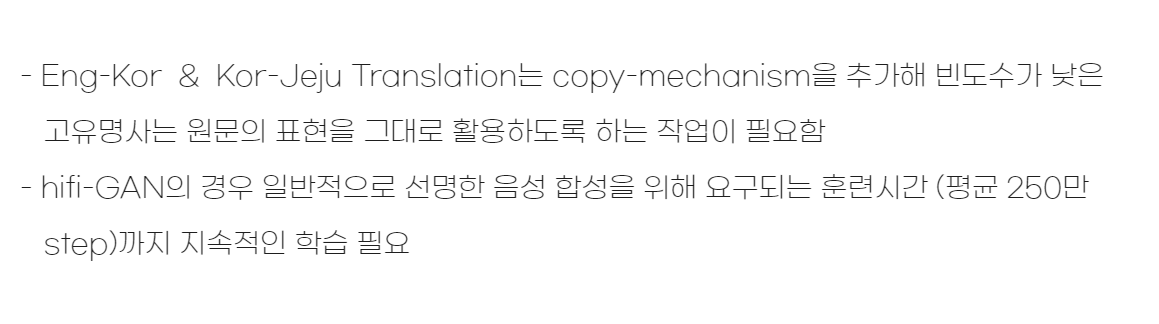 - Eng-Kor & Kor-Jeju Translation는 copy-mechanism을 추가해 빈도수가 낮은
고유명사는 원문의 표현을 그대로 활용하도록 하는 작업이 필요함
- hifi-GAN의 경우 일반적으로 선명한 음성 합성을 위해 요구되는 훈련시간 (평균 250만
step)까지 지속적인 학습 필요